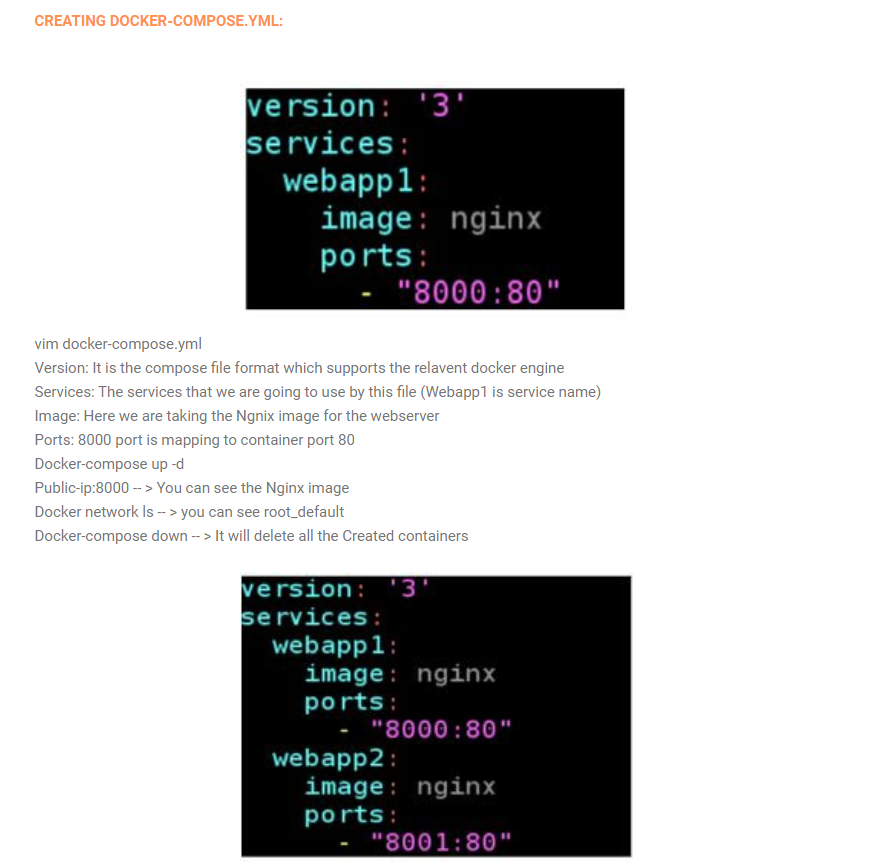 CREATING DOCKER-COMPOSE.YML:
version: '3'
services:
  webapp1:
    image: nginx
    ports:
      - "8000:80"
vim docker-compose.yml
Version: It is the compose file format which supports the relavent docker engine
Services: The services that we are going to use by this file (Webapp1 is service name)
Image: Here we are taking the Ngnix image for the webserver
Ports: 8000 port is mapping to container port 80
Docker-compose up -d
Public-ip:8000 -- > You can see the Nginx image
Docker network ls -- > you can see root_default
Docker-compose down -- > It will delete all the Created containers
version: '3'
services:
  webapp1:
    image: nginx
    ports:
      - "8000:80"
  webapp2:
    image: nginx
    ports:
      - "8001:80"